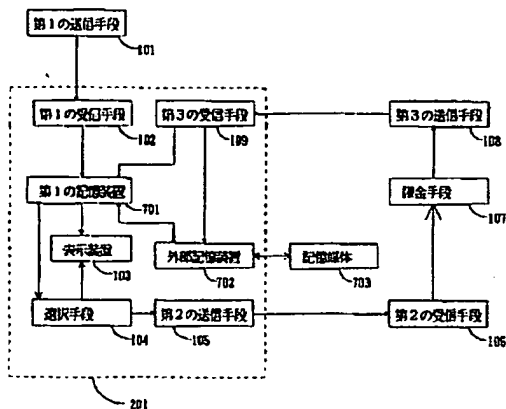 第1の送信手段
101
第1の受信手段
102
第3の受信手段
109
第3の送信手段
108
第1の記憶装置
701
課金手段
107
表示装置
103
外部記憶装置
702
記憶媒体
703
選択手段
104
第2の送信手段
105
第2の受信手段
106
201